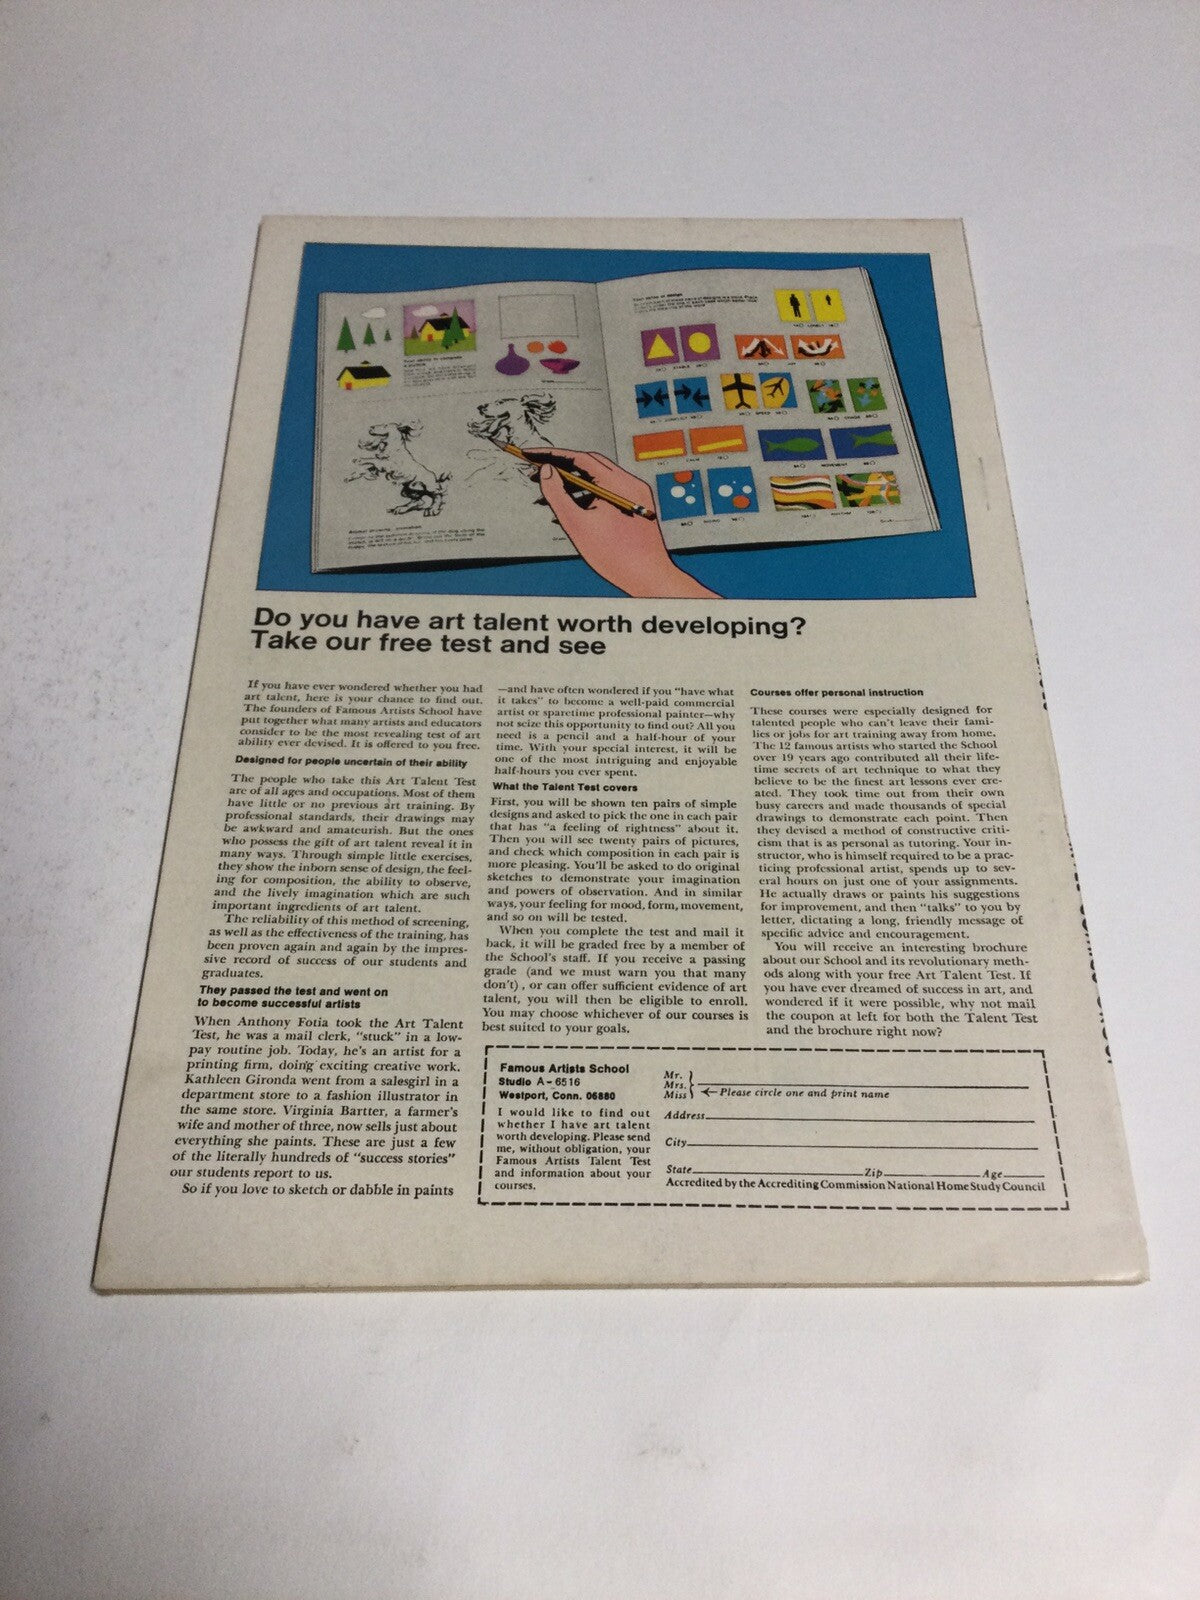 Your sense of design
Do you have art talent worth developing?
Take our free test and see
If you have ever wondered whether you had
art talent, here is your chance to find out.
The founders of Famous Artists School have
put together what many artists and educators
consider to be the most revealing test of art
ability ever devised. It is offered to you free.
Designed for people uncertain of their ability
The people who take this Art Talent Test
are of all ages and occupations. Most of them
have little or no previous art training. By
professional standards, their drawings may
be awkward and amateurish. But the ones
who possess the gift of art talent reveal it in
many ways. Through simple little exercises,
they show the inborn sense of design, the feel-
ing for composition, the ability to observe,
and the lively imagination which are such
important ingredients of art talent.
The reliability of this method of screening,
as well as the effectiveness of the training, has
been proven again and again by the impres-
sive record of success of our students and
graduates.
They passed the test and went on
to become successful artists
When Anthony Fotia took the Art Talent
Test, he was a mail clerk, "stuck" in a low-
pay routine job. Today, he's an artist for a
printing firm, doing exciting creative work.
Kathleen Gironda went from a salesgirl in a
department store to a fashion illustrator in
the same store. Virginia Bartter, a farmer's
wife and mother of three, now sells just about
everything she paints. These are just a few
of the literally hundreds of "success stories"
our students report to us.
So if you love to sketch or dabble in paints
—and have often wondered if you "have what
it takes" to become a well-paid commercial
artist or sparetime professional painter—why
not seize this opportunity to find out? All you
need is a pencil and a half-hour of your
time. With your special interest, it will be
one of the most intriguing and enjoyable
half-hours you ever spent.
What the Talent Test covers
First, you will be shown ten pairs of simple
designs and asked to pick the one in each pair
that has "a feeling of rightness" about it.
Then you will see twenty pairs of pictures,
and check which composition in each pair is
more pleasing. You'll be asked to do original
sketches to demonstrate your imagination
and powers of observation. And in similar
ways, your feeling for mood, form, movement,
and so on will be tested.
When you complete the test and mail it
back, it will be graded free by a member of
the School's staff. If you receive a passing
grade (and we must warn you that many
don't), or can offer sufficient evidence of art
talent, you will then be eligible to enroll.
You may choose whichever of our courses is
best suited to your goals.
Courses offer personal instruction
These courses were especially designed for
talented people who can't leave their fami-
lies or jobs for art training away from home.
The 12 famous artists who started the School
over 19 years ago contributed all their life-
time secrets of art technique to what they
believe to be the finest art lessons ever cre-
ated. They took time out from their own
busy careers and made thousands of special
drawings to demonstrate each point. Then
they devised a method of constructive criti-
cism that is as personal as tutoring. Your in-
structor, who is himself required to be a prac-
ticing professional artist, spends up to sev-
eral hours on just one of your assignments.
He actually draws or paints his suggestions
for improvement, and then "talks" to you by
letter, dictating a long, friendly message of
specific advice and encouragement.
You will receive an interesting brochure
about our School and its revolutionary meth-
ods along with your free Art Talent Test. If
you have ever dreamed of success in art, and
wondered if it were possible, why not mail
the coupon at left for both the Talent Test
and the brochure right now?
Famous Artists School
Studio A-6516
Westport, Conn. 06880
I would like to find out
whether I have art talent
worth developing. Please send
me, without obligation, your
Famous Artists Talent Test
and information about your
courses.
Mr.
Mrs.
Miss
Please circle one and print name
Address
City
State Zip Age
Accredited by the Accrediting Commission National Home Study Council